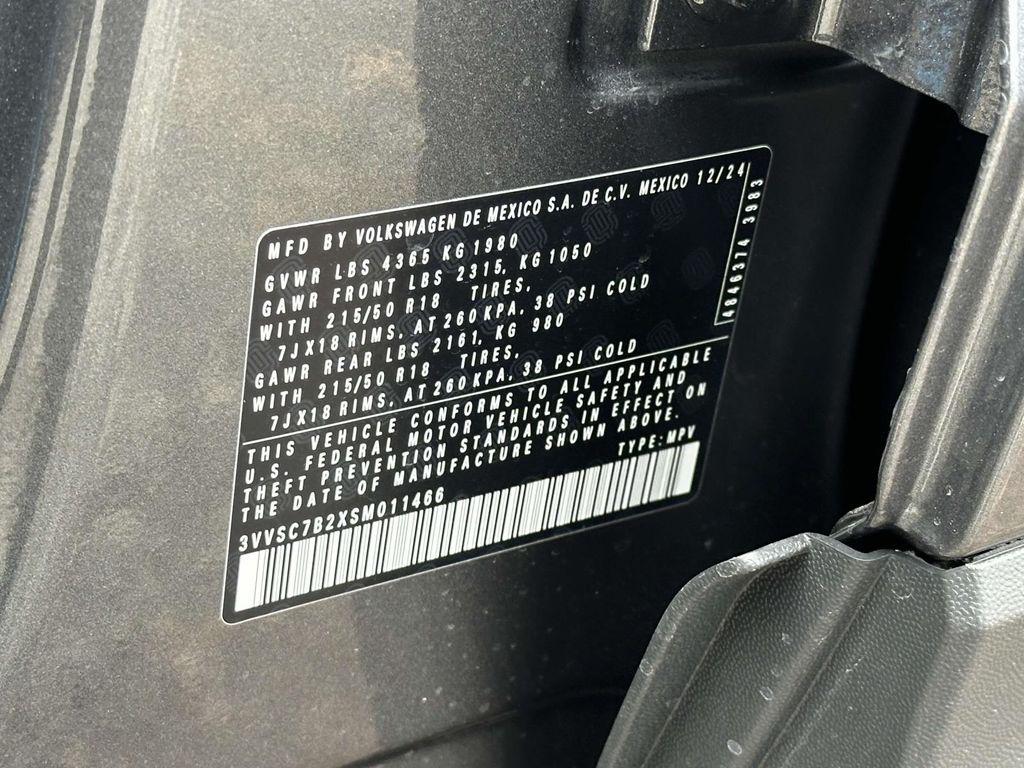 MFD BY VOLKSWAGEN DE MEXICO S.A. DE C.V. MEXICO 12/24
GVWR LBS 4365 KG 1980
GAWR FRONT LBS 2315, KG 1050
WITH 215/50 R18 TIRES,
7JX18 RIMS, AT 260 KPA, 38 PSI COLD
GAWR REAR LBS 2161, KG 980
WITH 215/50 R18 TIRES,
7JX18 RIMS, AT 260 KPA, 38 PSI COLD
4846374 3983
THIS VEHICLE CONFORMS TO ALL APPLICABLE
U.S. FEDERAL MOTOR VEHICLE SAFETY AND
THEFT PREVENTION STANDARDS IN EFFECT ON
THE DATE OF MANUFACTURE SHOWN ABOVE.
TYPE: MPV
3VVSC7B2XSM011466